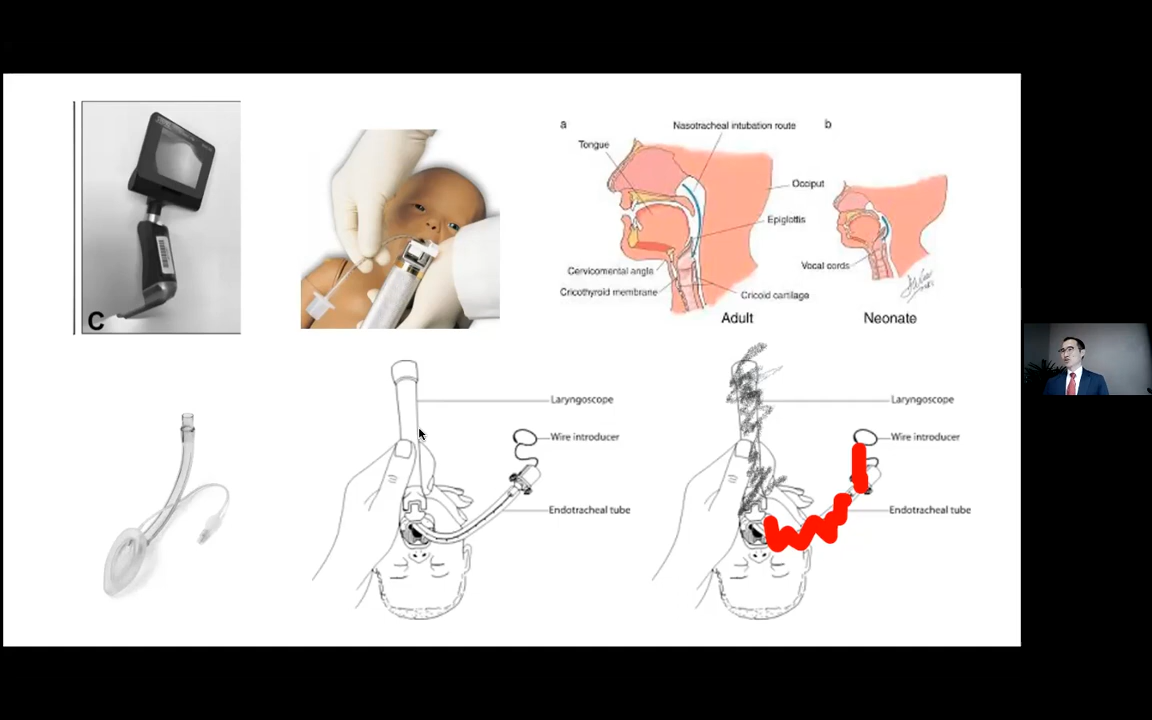 a
Nasotracheal intubation route
b
Tongue
Occiput
Epiglottis
Vocal cords
Cervicomental angle
Cricothyroid membrane
Cricoid cartilage
Adult
Neonate
C
Laryngoscope
Wire introducer
Endotracheal tube
Laryngoscope
Wire introducer
Endotracheal tube